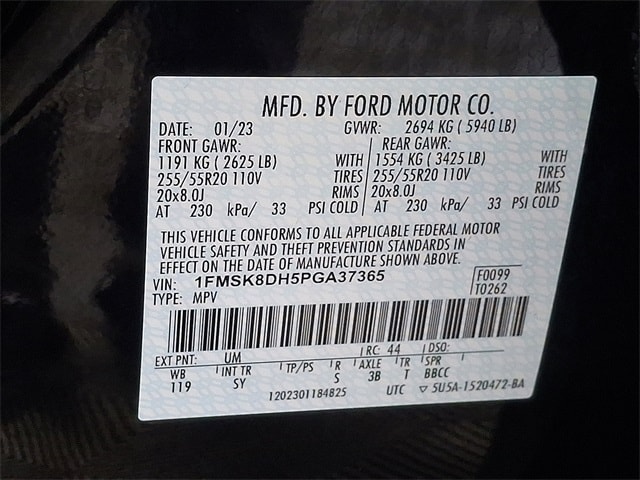 MFD. BY FORD MOTOR CO.
DATE: 01/23 GVWR: 2694 KG ( 5940 LB)
FRONT GAWR: REAR GAWR:
1191 KG ( 2625 LB) WITH 1554 KG ( 3425 LB) WITH
255/55R20 110V TIRES 255/55R20 110V TIRES
20x8.0J RIMS 20x8.0J RIMS
AT 230 kPa/ 33 PSI COLD AT 230 kPa/ 33 PSI COLD
THIS VEHICLE CONFORMS TO ALL APPLICABLE FEDERAL MOTOR
VEHICLE SAFETY AND THEFT PREVENTION STANDARDS IN
EFFECT ON THE DATE OF MANUFACTURE SHOWN ABOVE.
VIN: 1FMSK8DH5PGA37365 F0099
TYPE: MPV T0262
EXT PNT: UM RC: 44 DSO:
WB INT TR TP/PS R AXLE TR SPR
119 SY S 3B T BBCC
1202301184825 UTC ▽ 5U5A-1520472-BA